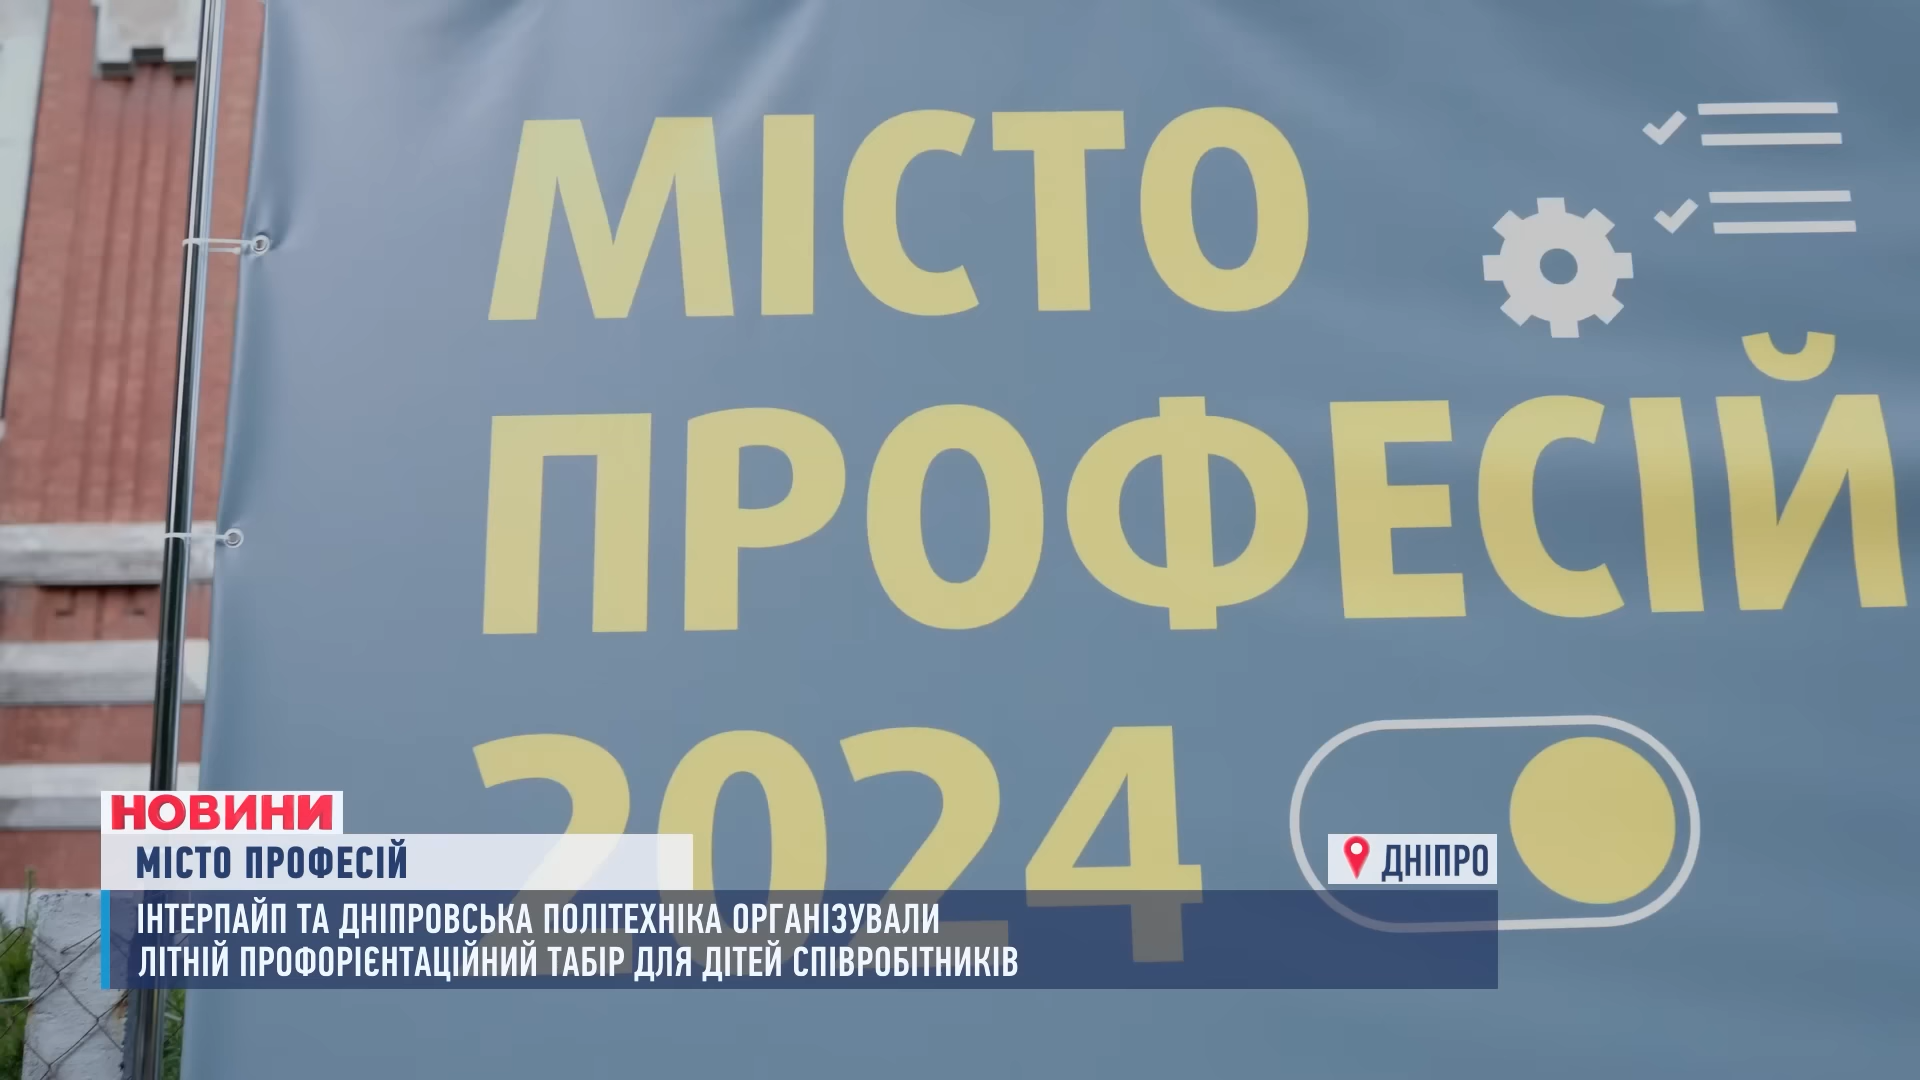 МІСТО
ПРОФЕСІЙ
2024
НОВИНИ
МІСТО ПРОФЕСІЙ
ДНІПРО
ІНТЕРПАЙП ТА ДНІПРОВСЬКА ПОЛІТЕХНІКА ОРГАНІЗУВАЛИ
ЛІТНІЙ ПРОФОРІЄНТАЦІЙНИЙ ТАБІР ДЛЯ ДІТЕЙ СПІВРОБІТНИКІВ